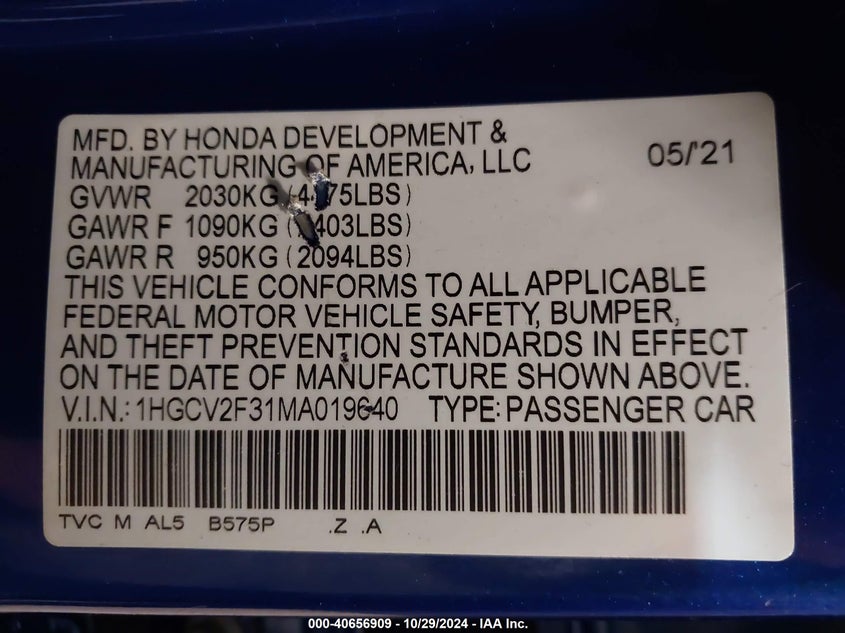 MFD. BY HONDA DEVELOPMENT &
MANUFACTURING OF AMERICA, LLC 05/'21
GVWR 2030KG (4475LBS)
GAWR F 1090KG (2403LBS)
GAWR R 950KG (2094LBS)
THIS VEHICLE CONFORMS TO ALL APPLICABLE
FEDERAL MOTOR VEHICLE SAFETY, BUMPER,
AND THEFT PREVENTION STANDARDS IN EFFECT
ON THE DATE OF MANUFACTURE SHOWN ABOVE.
V.I.N.: 1HGCV2F31MA019640 TYPE: PASSENGER CAR
TVC M AL5 B575P .Z .A
000-40656909 - 10/29/2024 - IAA Inc.